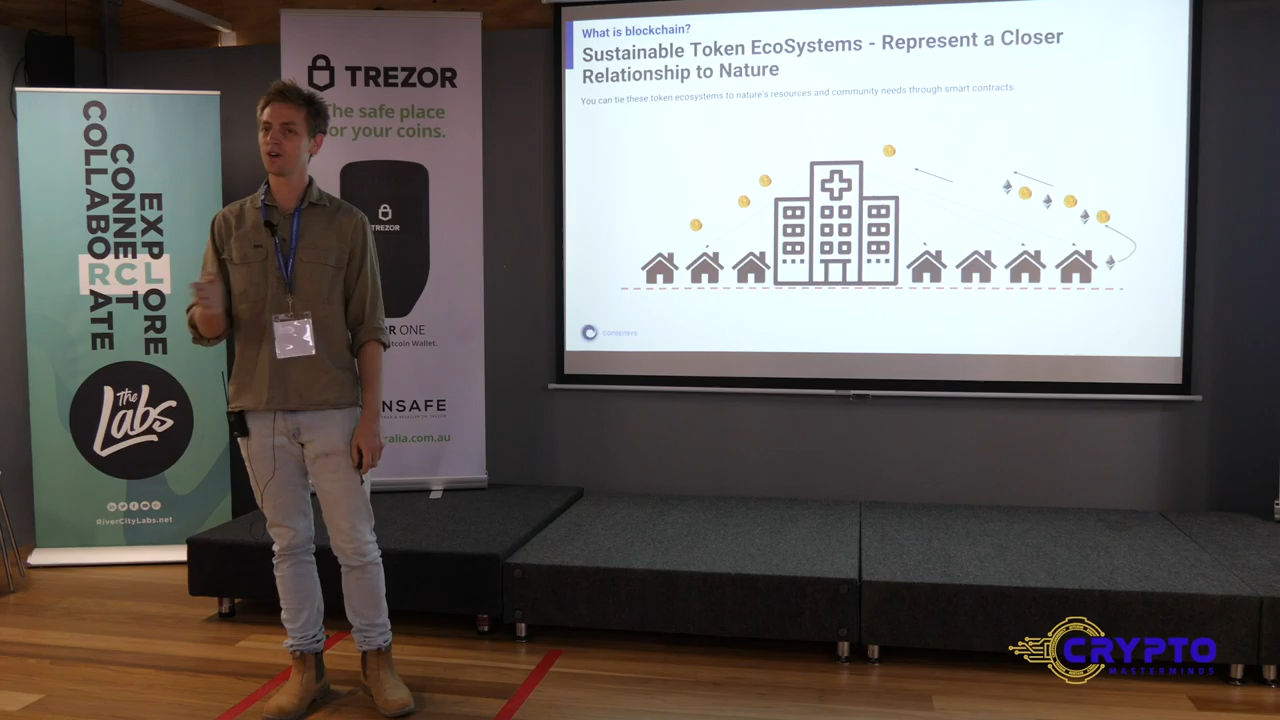 COLLABORATE
CONNECT
EXPLORE
RCL
the
Labs
RiverCityLabs.net
TREZOR
The safe place
for your coins.
TREZOR
ONE
Wallet.
What is blockchain?
Sustainable Token EcoSystems - Represent a Closer
Relationship to Nature
You can tie these token ecosystems to nature's resources and community needs through smart contracts
CONSENSYS
CRYPTO
MASTERMINDS